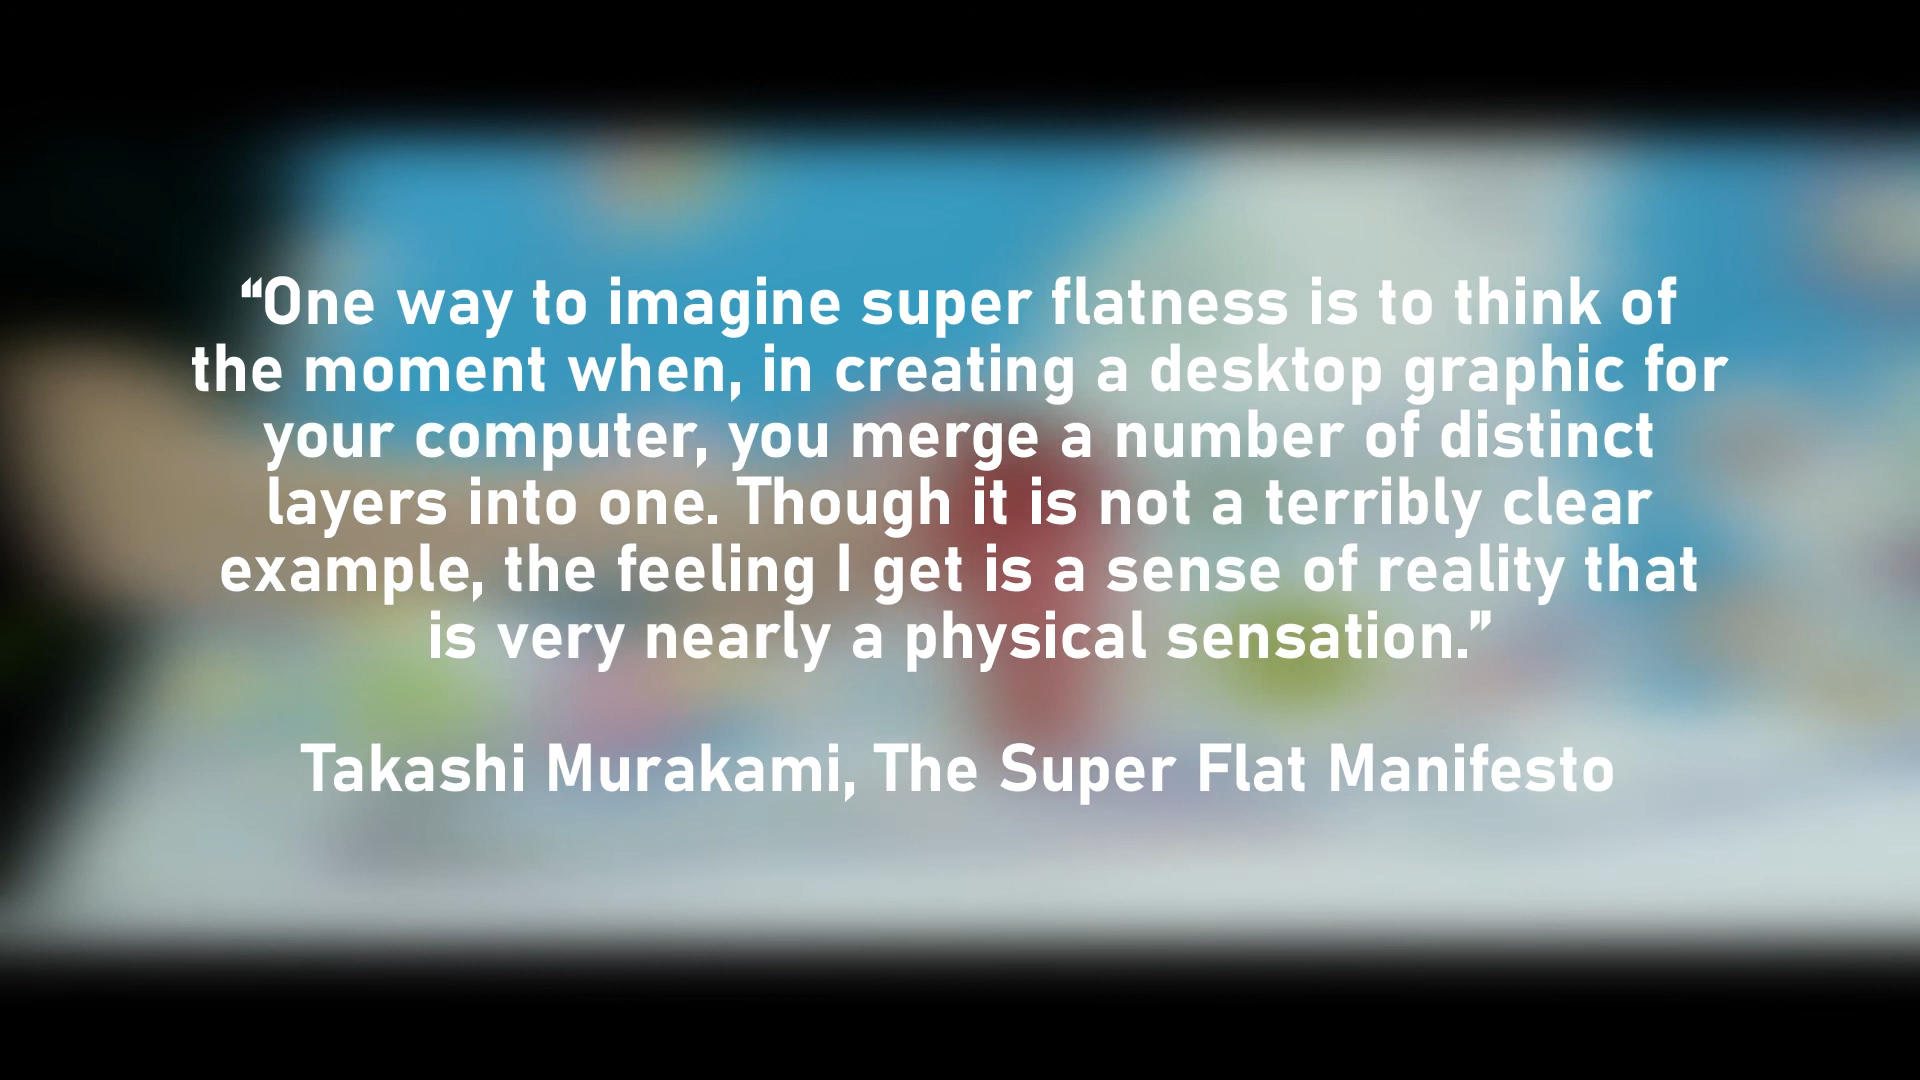 “One way to imagine super flatness is to think of
the moment when, in creating a desktop graphic for
your computer, you merge a number of distinct
layers into one. Though it is not a terribly clear
example, the feeling I get is a sense of reality that
is very nearly a physical sensation.”
Takashi Murakami, The Super Flat Manifesto